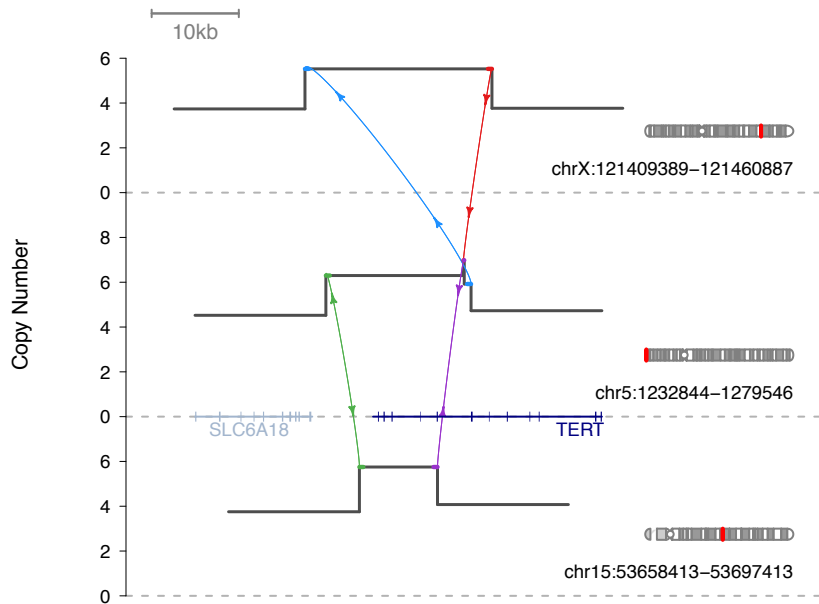 10kb
6
4
2
0
chrX:121409389−121460887
Copy Number
6
4
2
0
chr5:1232844−1279546
SLC6A18
TERT
6
4
2
0
chr15:53658413−53697413